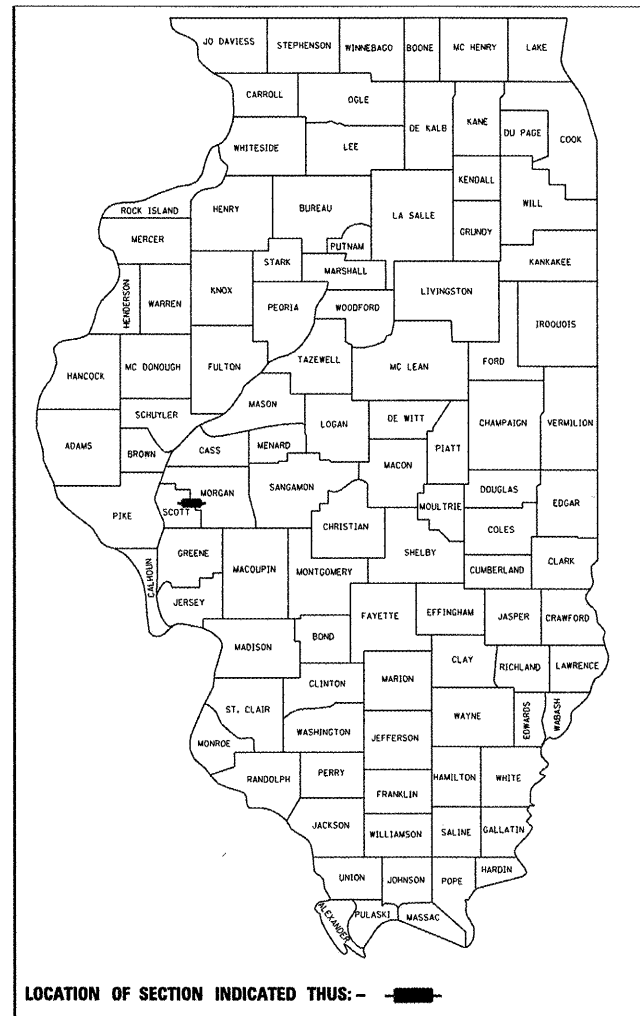 JO DAVIESS STEPHENSON WINNEBAGO BOONE MC HENRY LAKE
CARROLL OGLE DE KALB KANE DU PAGE COOK
WHITESIDE LEE
KENDALL WILL
ROCK ISLAND HENRY BUREAU LA SALLE GRUNDY
MERCER PUTNAM KANKAKEE
STARK MARSHALL
HENDERSON WARREN KNOX PEORIA WOODFORD LIVINGSTON IROQUOIS
HANCOCK MC DONOUGH FULTON TAZEWELL MC LEAN FORD
SCHUYLER MASON
ADAMS BROWN CASS MENARD LOGAN DE WITT PIATT CHAMPAIGN VERMILION
MACON
PIKE SCOTT MORGAN SANGAMON CHRISTIAN MOULTRIE DOUGLAS EDGAR
COLES
CALHOUN GREENE MACOUPIN MONTGOMERY SHELBY CUMBERLAND CLARK
JERSEY
FAYETTE EFFINGHAM JASPER CRAWFORD
MADISON BOND
CLAY RICHLAND LAWRENCE
CLINTON MARION
ST. CLAIR WAYNE EDWARDS WABASH
MONROE WASHINGTON JEFFERSON
RANDOLPH PERRY HAMILTON WHITE
FRANKLIN
JACKSON WILLIAMSON SALINE GALLATIN
UNION JOHNSON POPE HARDIN
ALEXANDER PULASKI MASSAC
LOCATION OF SECTION INDICATED THUS: -